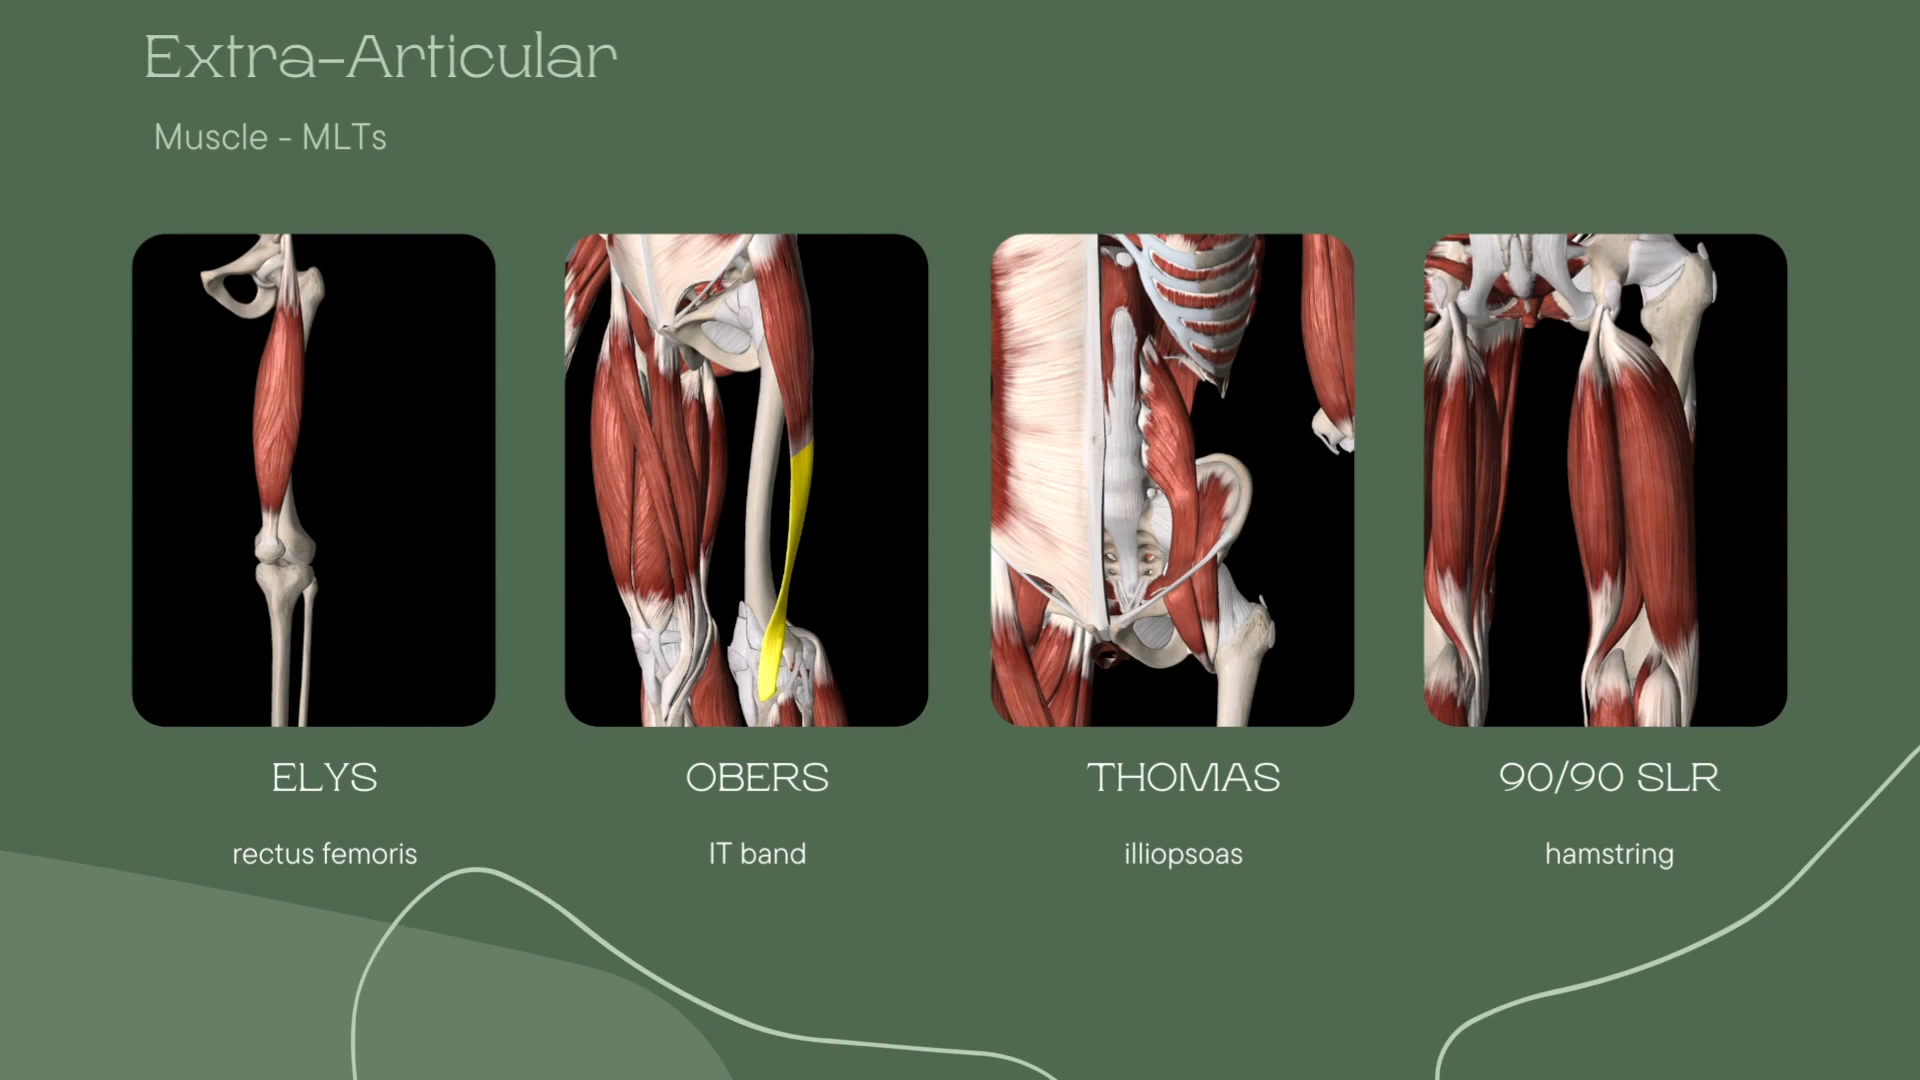 Extra-Articular
Muscle - MLTs
ELYS
OBERS
THOMAS
90/90 SLR
rectus femoris
IT band
illiopsoas
hamstring